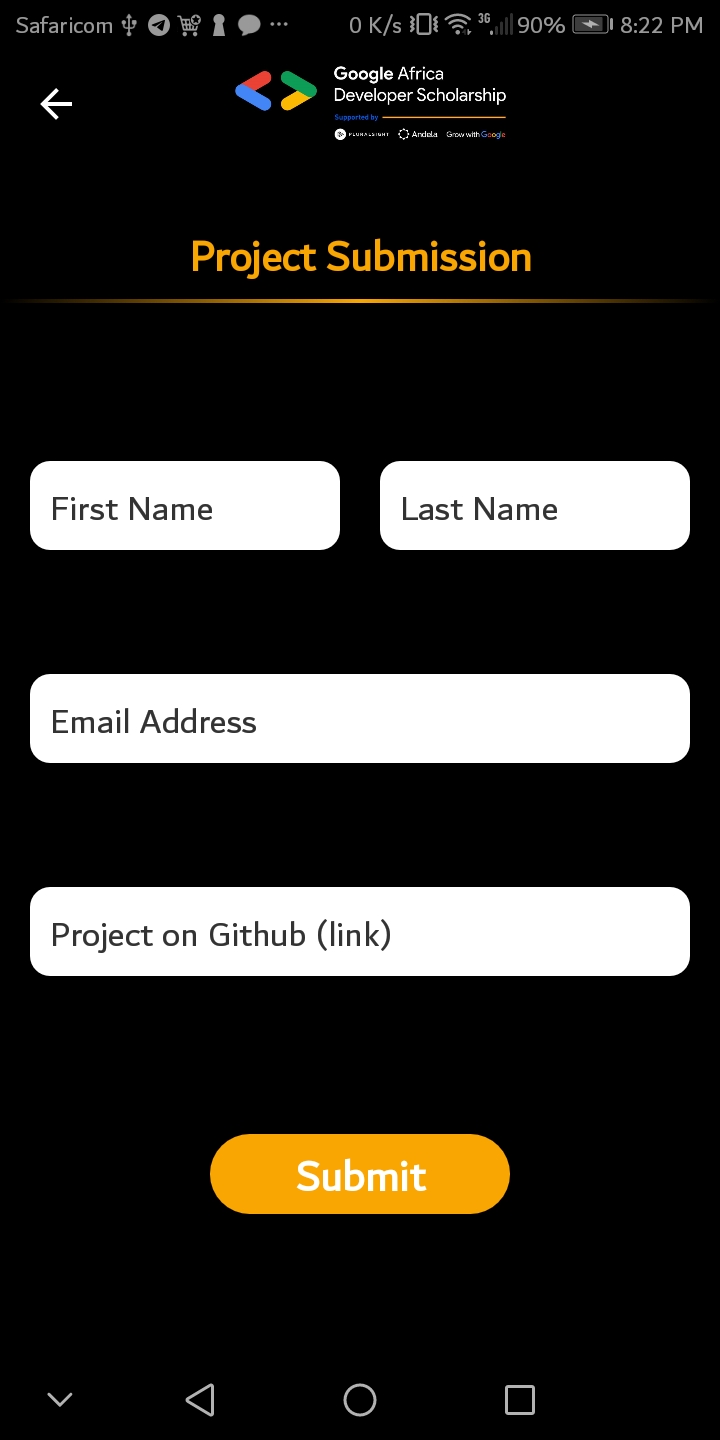 Safaricom 0 K/s 3G 90% 8:22 PM
Google Africa
Developer Scholarship
Supported by
PLURALSIGHT Andela Grow with Google
Project Submission
First Name Last Name
Email Address
Project on Github (link)
Submit